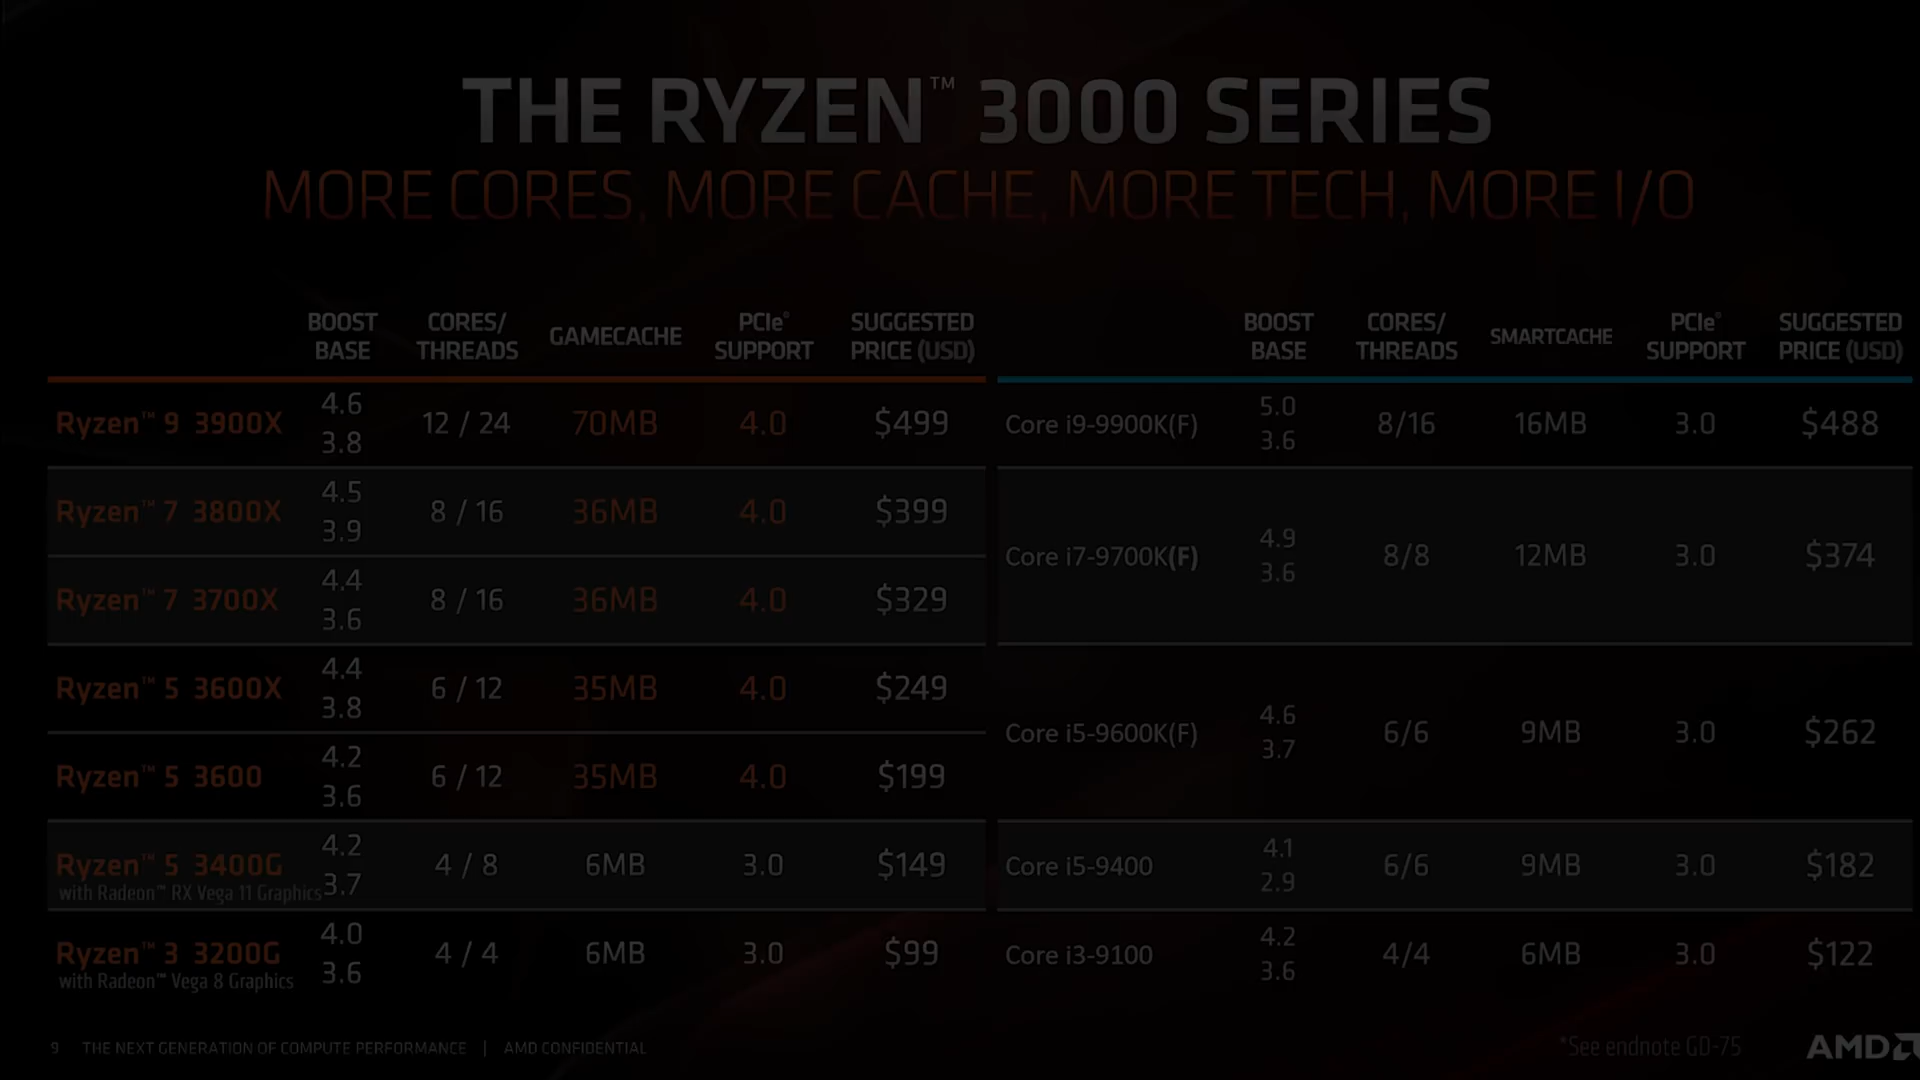 THE RYZEN™ 3000 SERIES
MORE CORES, MORE CACHE, MORE TECH, MORE I/O
BOOST BASE CORES/ THREADS GAMECACHE PCIe® SUPPORT SUGGESTED PRICE (USD)
Ryzen™ 9 3900X 4.6 3.8 12 / 24 70MB 4.0 $499
Ryzen™ 7 3800X 4.5 3.9 8 / 16 36MB 4.0 $399
Ryzen™ 7 3700X 4.4 3.6 8 / 16 36MB 4.0 $329
Ryzen™ 5 3600X 4.4 3.8 6 / 12 35MB 4.0 $249
Ryzen™ 5 3600 4.2 3.6 6 / 12 35MB 4.0 $199
Ryzen™ 5 3400G 4.2 3.7 4 / 8 6MB 3.0 $149
with Radeon™ RX Vega 11 Graphics
Ryzen™ 3 3200G 4.0 3.6 4 / 4 6MB 3.0 $99
with Radeon™ Vega 8 Graphics
BOOST BASE CORES/ THREADS SMARTCACHE PCIe® SUPPORT SUGGESTED PRICE (USD)
Core i9-9900K(F) 5.0 3.6 8/16 16MB 3.0 $488
Core i7-9700K(F) 4.9 3.6 8/8 12MB 3.0 $374
Core i5-9600K(F) 4.6 3.7 6/6 9MB 3.0 $262
Core i5-9400 4.1 2.9 6/6 9MB 3.0 $182
Core i3-9100 4.2 3.6 4/4 6MB 3.0 $122
9 THE NEXT GENERATION OF COMPUTE PERFORMANCE | AMD CONFIDENTIAL
*See endnote GD-75
AMD